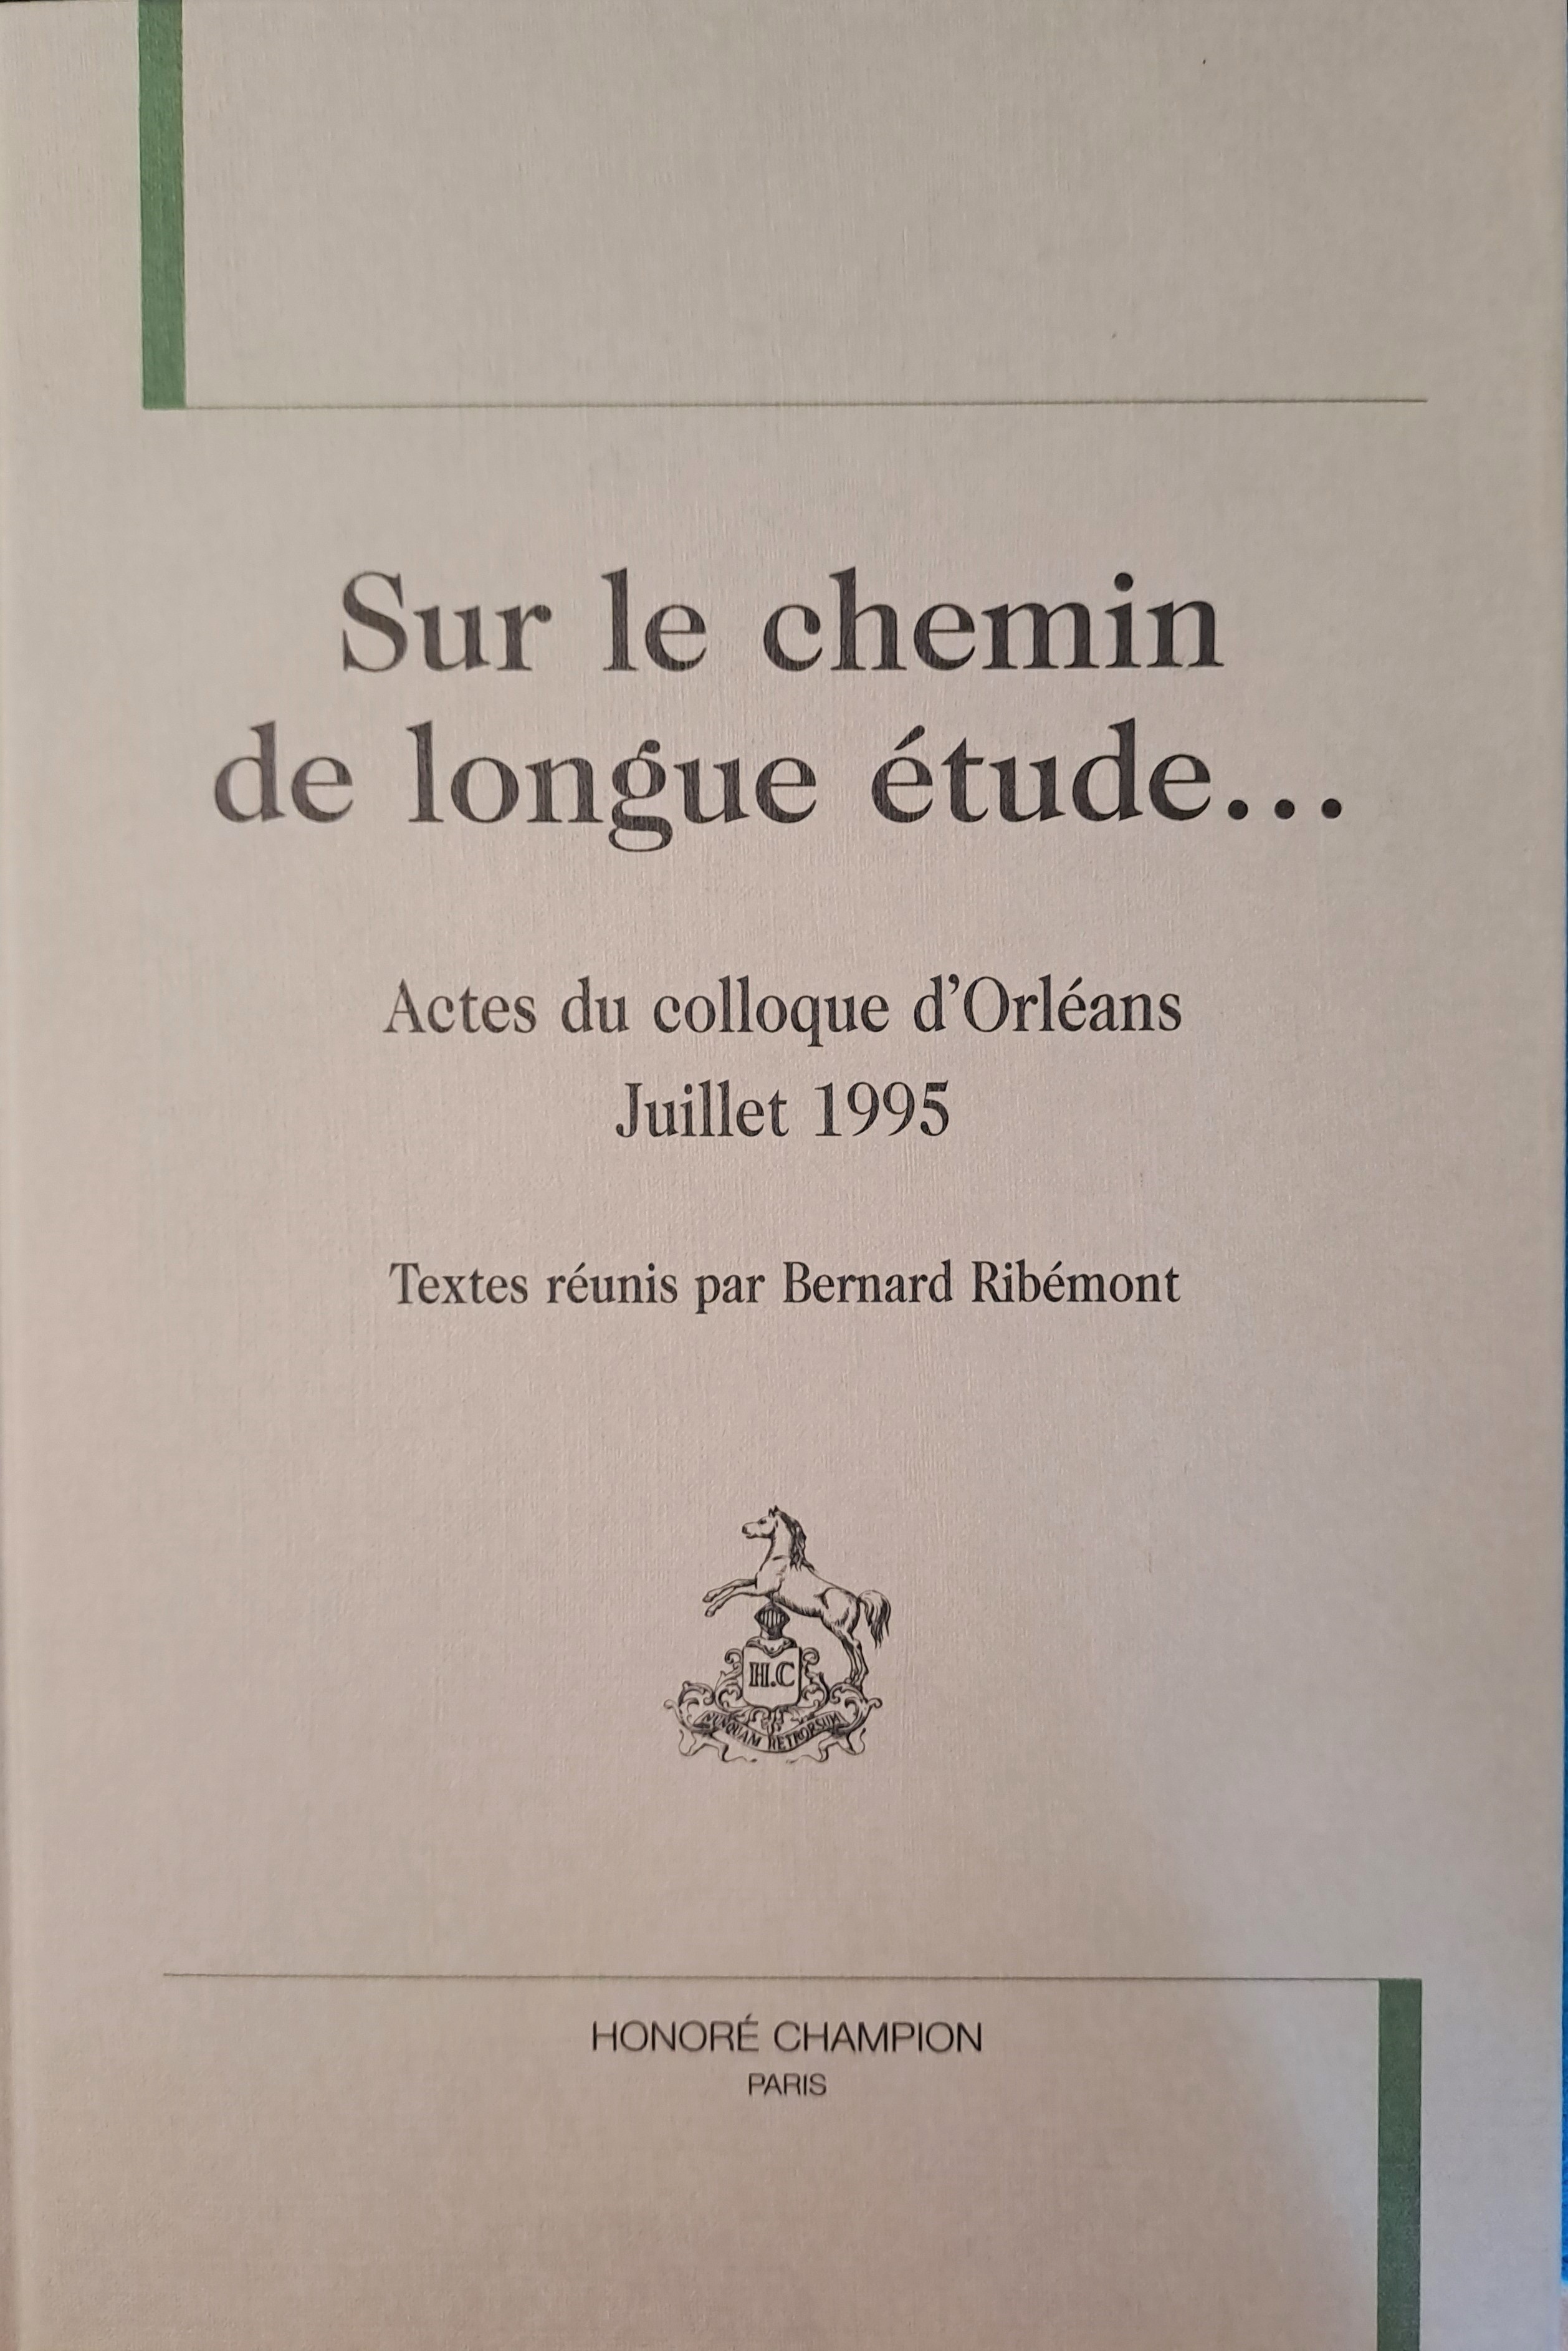 Sur le chemin
de longue étude...
Actes du colloque d'Orléans
Juillet 1995
Textes réunis par Bernard Ribémont
H.C
NUNQUAM RETRORSUM
HONORÉ CHAMPION
PARIS